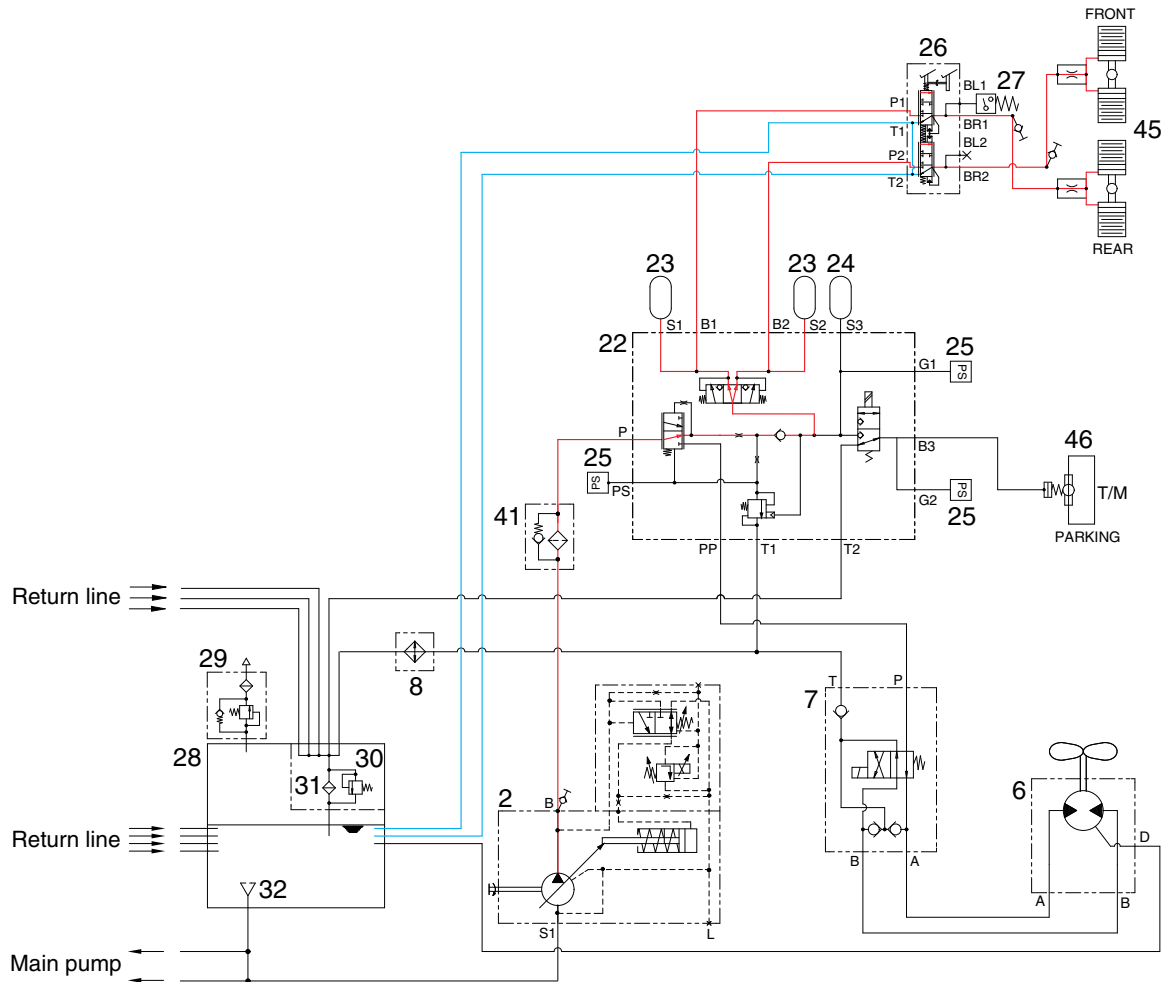 FRONT
26
BL1
27
P1
T1
BR1
BL2
45
P2
T2
BR2
REAR
23
23
24
S1
B1
B2
S2
S3
22
G1
25
PS
P
B3
46
25
PS
PS
G2
PS
25
T/M
PARKING
41
PP
T1
T2
Return line
8
29
7
T
P
28
30
31
2
B
6
D
Return line
32
B
A
A
B
S1
L
Main pump